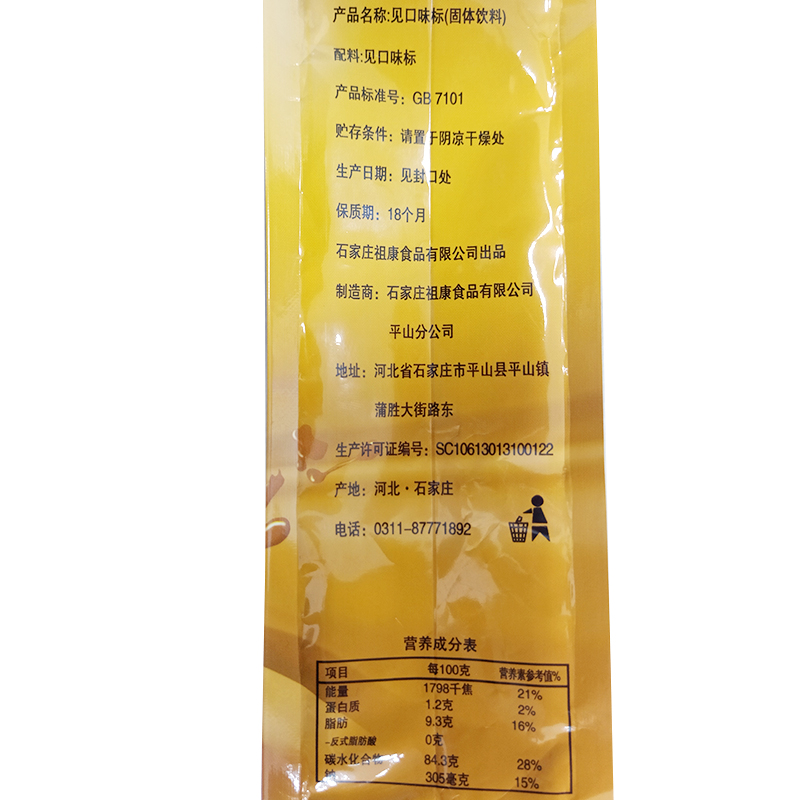 产品名称:见口味标(固体饮料)
配料:见口味标
产品标准号：GB 7101
贮存条件：请置于阴凉干燥处
生产日期：见封口处
保质期：18个月
石家庄祖康食品有限公司出品
制造商：石家庄祖康食品有限公司
平山分公司
地址：河北省石家庄市平山县平山镇
蒲胜大街路东
生产许可证编号：SC10613013100122
产地：河北·石家庄
电话：0311-87771892
营养成分表
项目 每100克 营养素参考值%
能量 1798千焦 21%
蛋白质 1.2克 2%
脂肪 9.3克 16%
-反式脂肪酸 0克
碳水化合物 84.3克 28%
钠 305毫克 15%